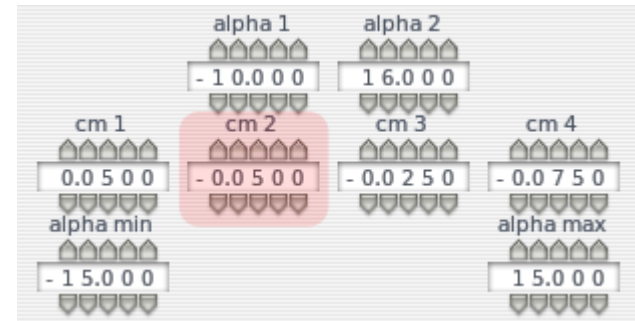 alpha 1 alpha 2
- 1 0.0 0 0 1 6.0 0 0
cm 1 cm 2 cm 3 cm 4
0.0 5 0 0 - 0.0 5 0 0 - 0.0 2 5 0 - 0.0 7 5 0
alpha min alpha max
- 1 5.0 0 0 1 5.0 0 0